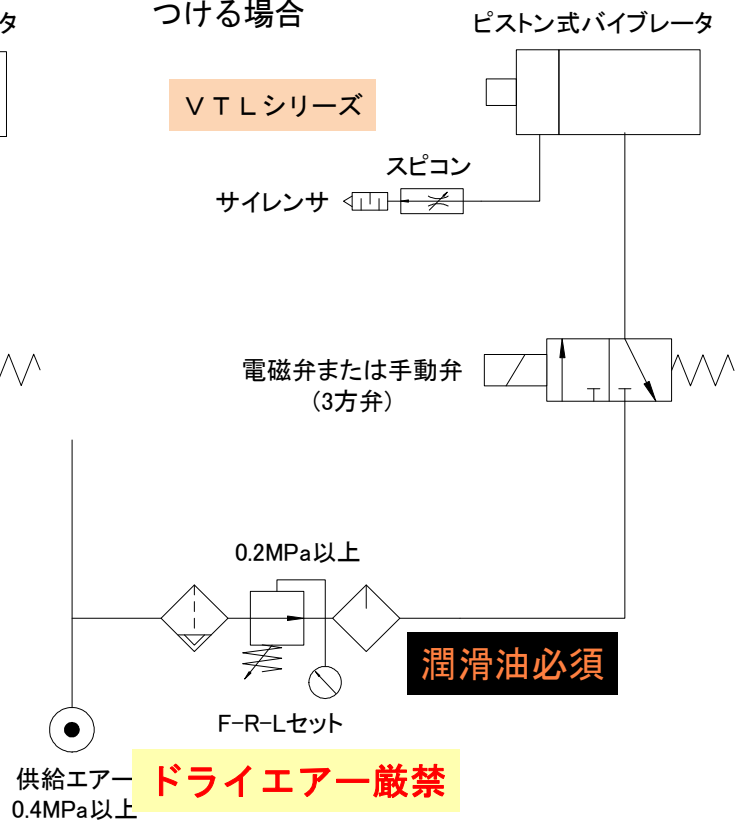 タ
つける場合
ピストン式バイブレータ
ＶＴＬシリーズ
スピコン
サイレンサ
電磁弁または手動弁
(3方弁)
0.2MPa以上
潤滑油必須
F-R-Lセット
供給エアー
0.4MPa以上
ドライエアー厳禁